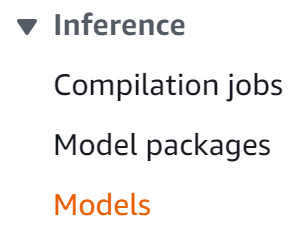 Inference
Compilation jobs
Model packages
Models